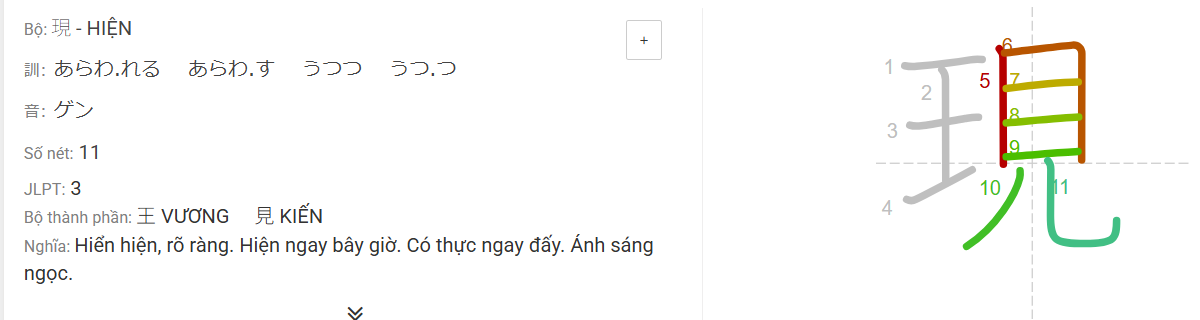 Bộ: 現 - HIỆN
+
訓: あらわ.れる あらわ.す うつつ うつ.つ
音: ゲン
Số nét: 11
JLPT: 3
Bộ thành phần: 王 VƯƠNG 見 KIẾN
Nghĩa: Hiển hiện, rõ ràng. Hiện ngay bây giờ. Có thực ngay đấy. Ánh sáng
ngọc.
現
1
2
3
4
5
6
7
8
9
10
11